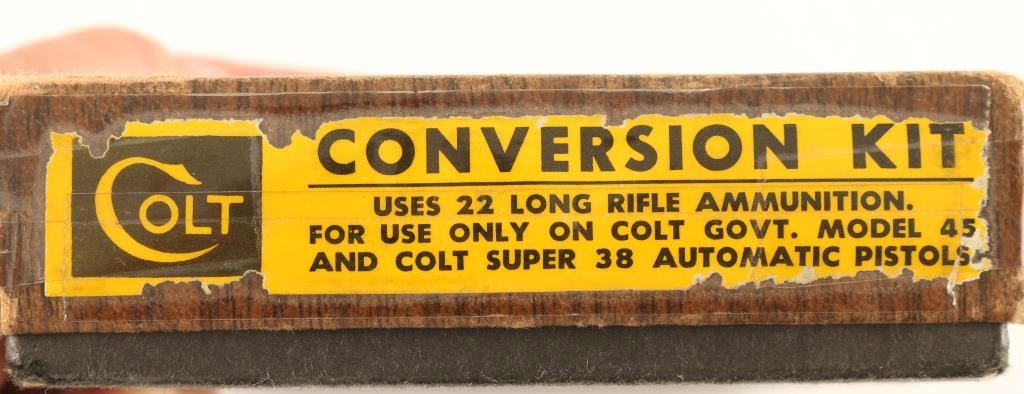 COLT
CONVERSION KIT
USES 22 LONG RIFLE AMMUNITION.
FOR USE ONLY ON COLT GOVT. MODEL 45
AND COLT SUPER 38 AUTOMATIC PISTOLS.